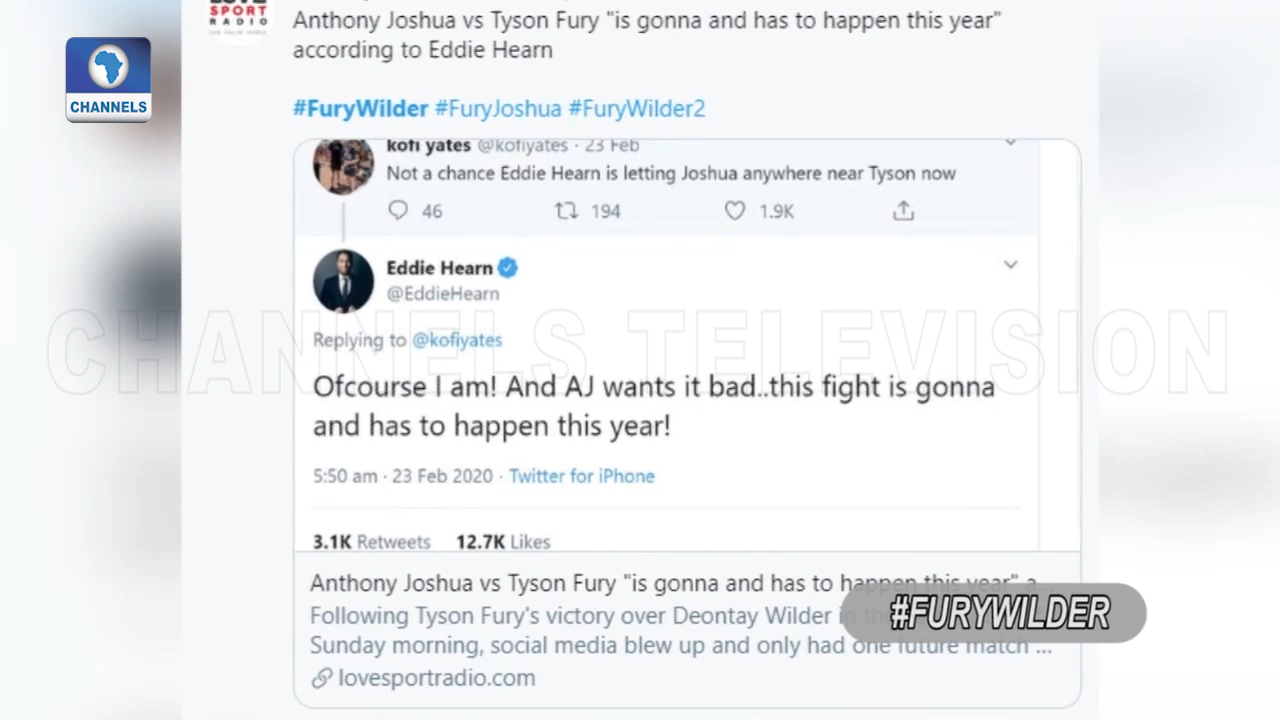 LOVE
SPORT
RADIO
CHANNELS
Anthony Joshua vs Tyson Fury "is gonna and has to happen this year"
according to Eddie Hearn
#FuryWilder #FuryJoshua #FuryWilder2
kofi yates @kofiyates · 23 Feb
Not a chance Eddie Hearn is letting Joshua anywhere near Tyson now
46 194 1.9K
Eddie Hearn
@EddieHearn
Replying to @kofiyates
CHANNELS TELEVISION
Ofcourse I am! And AJ wants it bad..this fight is gonna
and has to happen this year!
5:50 am · 23 Feb 2020 · Twitter for iPhone
3.1K Retweets 12.7K Likes
Anthony Joshua vs Tyson Fury "is gonna and has to happen this year" a...
Following Tyson Fury's victory over Deontay Wilder in
#FURYWILDER
Sunday morning, social media blew up and only had one future match ...
lovesportradio.com